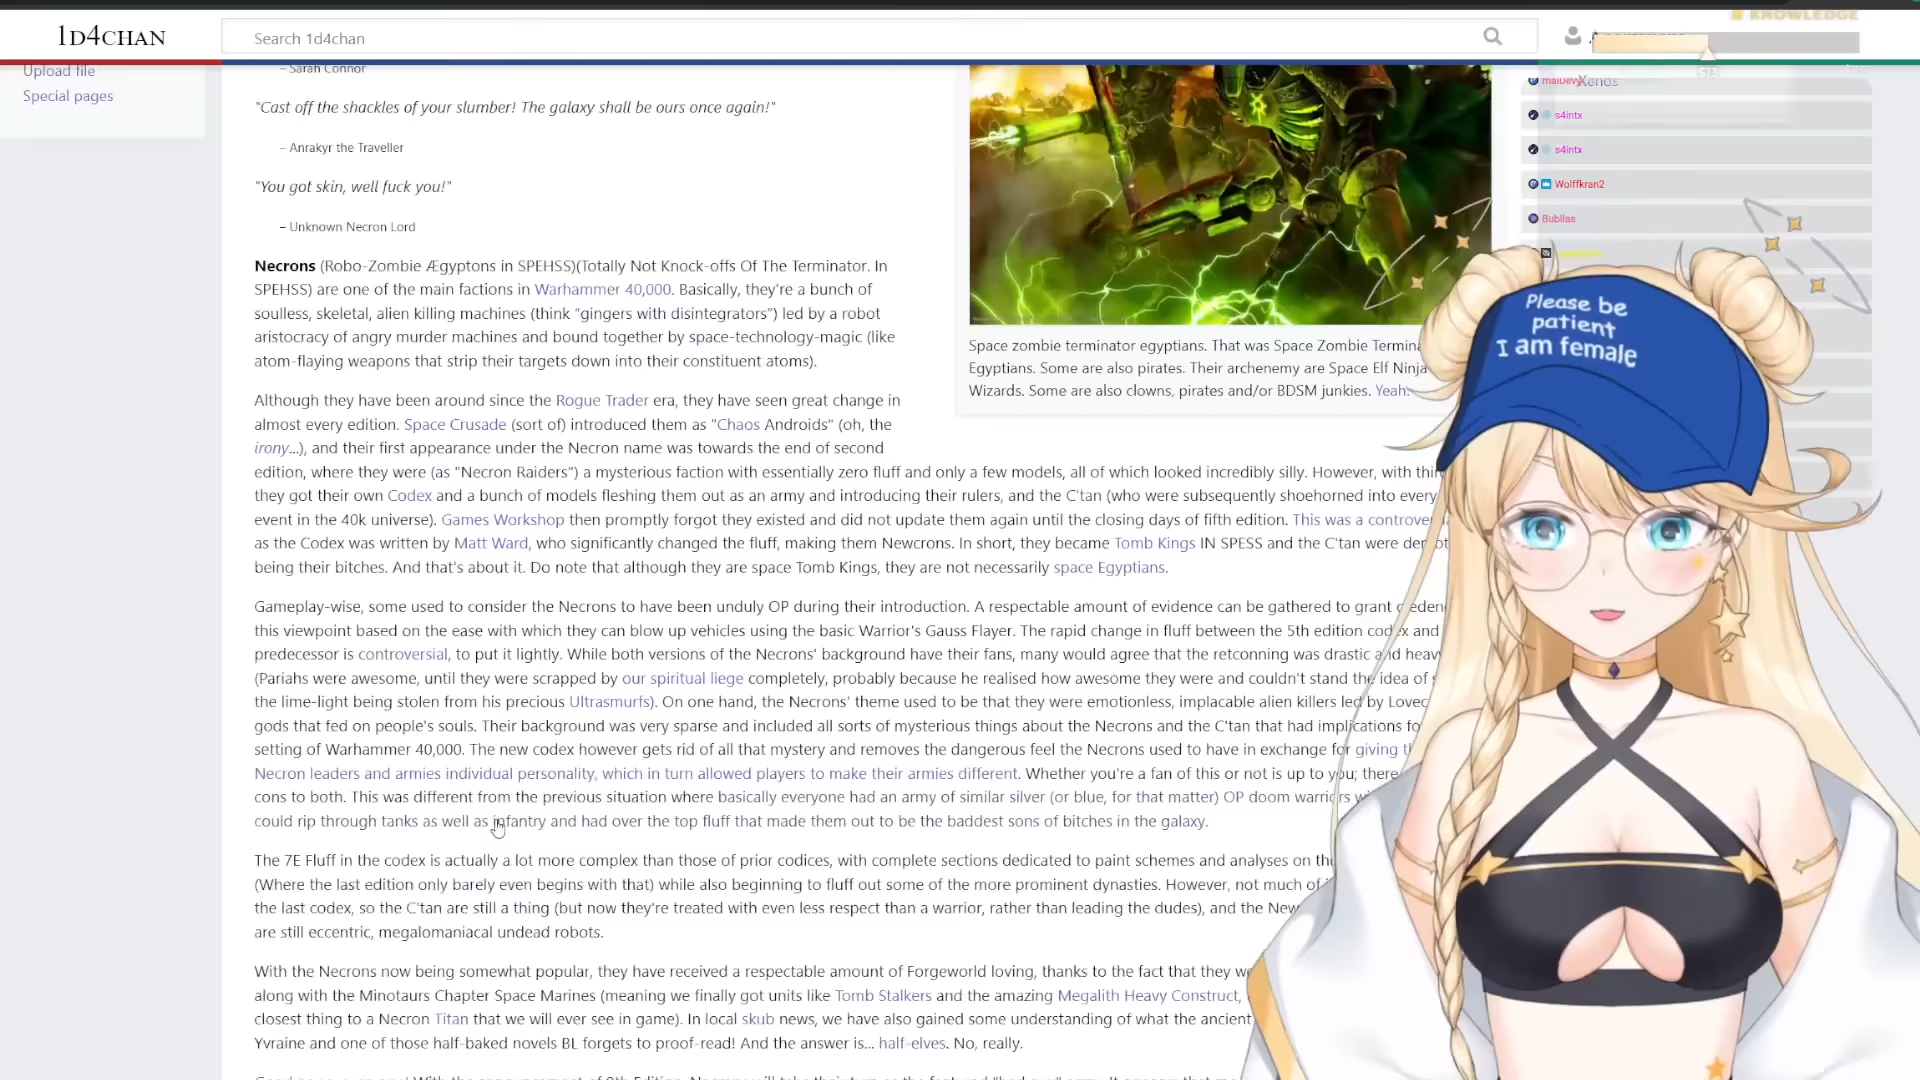 1D4CHAN
Search 1d4chan
KNOWLEDGE
513
Upload file
Special pages
– Sarah Connor
"Cast off the shackles of your slumber! The galaxy shall be ours once again!"
– Anrakyr the Traveller
"You got skin, well fuck you!"
– Unknown Necron Lord
Necrons (Robo-Zombie Ægyptons in SPEHSS)(Totally Not Knock-offs Of The Terminator. In
SPEHSS) are one of the main factions in Warhammer 40,000. Basically, they're a bunch of
soulless, skeletal, alien killing machines (think “gingers with disintegrators”) led by a robot
aristocracy of angry murder machines and bound together by space-technology-magic (like
atom-flaying weapons that strip their targets down into their constituent atoms).
Although they have been around since the Rogue Trader era, they have seen great change in
almost every edition. Space Crusade (sort of) introduced them as "Chaos Androids" (oh, the
irony...), and their first appearance under the Necron name was towards the end of second
edition, where they were (as "Necron Raiders") a mysterious faction with essentially zero fluff and only a few models, all of which looked incredibly silly. However, with
they got their own Codex and a bunch of models fleshing them out as an army and introducing their rulers, and the C'tan (who were subsequently shoehorned into every
event in the 40k universe). Games Workshop then promptly forgot they existed and did not update them again until the closing days of fifth edition. This was a
as the Codex was written by Matt Ward, who significantly changed the fluff, making them Newcrons. In short, they became Tomb Kings IN SPESS and the C'tan were
being their bitches. And that's about it. Do note that although they are space Tomb Kings, they are not necessarily space Egyptians.
Gameplay-wise, some used to consider the Necrons to have been unduly OP during their introduction. A respectable amount of evidence can be gathered to grant
this viewpoint based on the ease with which they can blow up vehicles using the basic Warrior's Gauss Flayer. The rapid change in fluff between the 5th edition codex and
predecessor is controversial, to put it lightly. While both versions of the Necrons' background have their fans, many would agree that the retconning was drastic and
(Pariahs were awesome, until they were scrapped by our spiritual liege completely, probably because he realised how awesome they were and couldn't stand the idea of
the lime-light being stolen from his precious Ultrasmurfs). On one hand, the Necrons' theme used to be that they were emotionless, implacable alien killers led by
gods that fed on people's souls. Their background was very sparse and included all sorts of mysterious things about the Necrons and the C'tan that had implications
setting of Warhammer 40,000. The new codex however gets rid of all that mystery and removes the dangerous feel the Necrons used to have in exchange for giving
Necron leaders and armies individual personality, which in turn allowed players to make their armies different. Whether you're a fan of this or not is up to you;
cons to both. This was different from the previous situation where basically everyone had an army of similar silver (or blue, for that matter) OP doom warriors
could rip through tanks as well as infantry and had over the top fluff that made them out to be the baddest sons of bitches in the galaxy.
The 7E Fluff in the codex is actually a lot more complex than those of prior codices, with complete sections dedicated to paint schemes and analyses on
(Where the last edition only barely even begins with that) while also beginning to fluff out some of the more prominent dynasties. However, not much of
the last codex, so the C'tan are still a thing (but now they're treated with even less respect than a warrior, rather than leading the dudes), and the
are still eccentric, megalomaniacal undead robots.
With the Necrons now being somewhat popular, they have received a respectable amount of Forgeworld loving, thanks to the fact that they
along with the Minotaurs Chapter Space Marines (meaning we finally got units like Tomb Stalkers and the amazing Megalith Heavy Construct,
closest thing to a Necron Titan that we will ever see in game). In local skub news, we have also gained some understanding of what the ancient
Yvraine and one of those half-baked novels BL forgets to proof-read! And the answer is... half-elves. No, really.
Space zombie terminator egyptians. That was Space Zombie
Egyptians. Some are also pirates. Their archenemy are Space Elf Ninja
Wizards. Some are also clowns, pirates and/or BDSM junkies. Yeah.
Xenos
s4intx
s4intx
Wolffkran2
Bubllas
Please be
patient
I am female